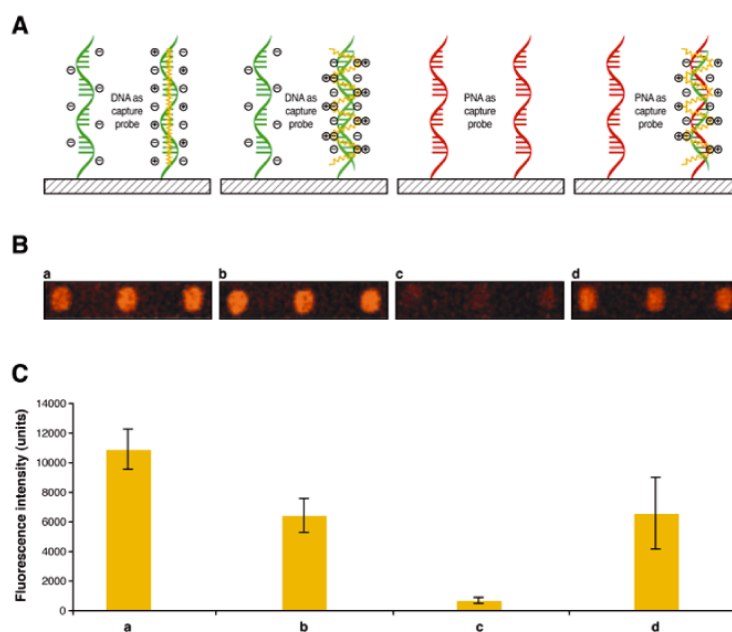 A
DNA as
capture
probe
DNA as
capture
probe
PNA as
capture
probe
PNA as
capture
probe
B
a b c d
C
Fluorescence intensity (units)
14000
12000
10000
8000
6000
4000
2000
0
a b c d